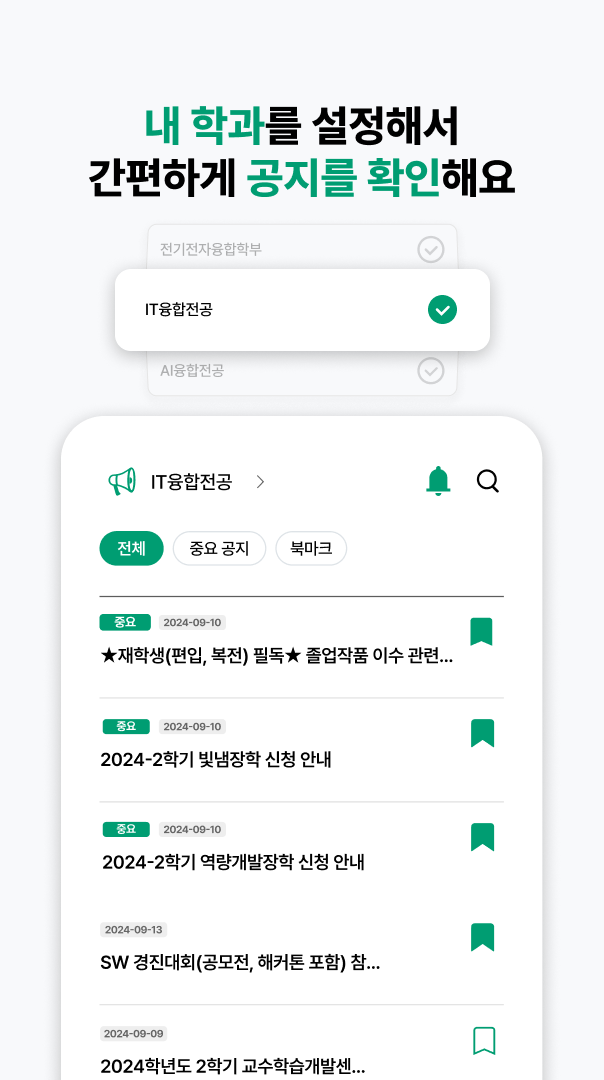 내 학과를 설정해서
간편하게 공지를 확인해요
전기전자융합학부
IT융합전공
AI융합전공
IT융합전공
전체 중요 공지 북마크
중요 2024-09-10
★재학생(편입, 복전) 필독★ 졸업작품 이수 관련...
중요 2024-09-10
2024-2학기 빛냄장학 신청 안내
중요 2024-09-10
2024-2학기 역량개발장학 신청 안내
2024-09-13
SW 경진대회(공모전, 해커톤 포함) 참...
2024-09-09
2024학년도 2학기 교수학습개발센...